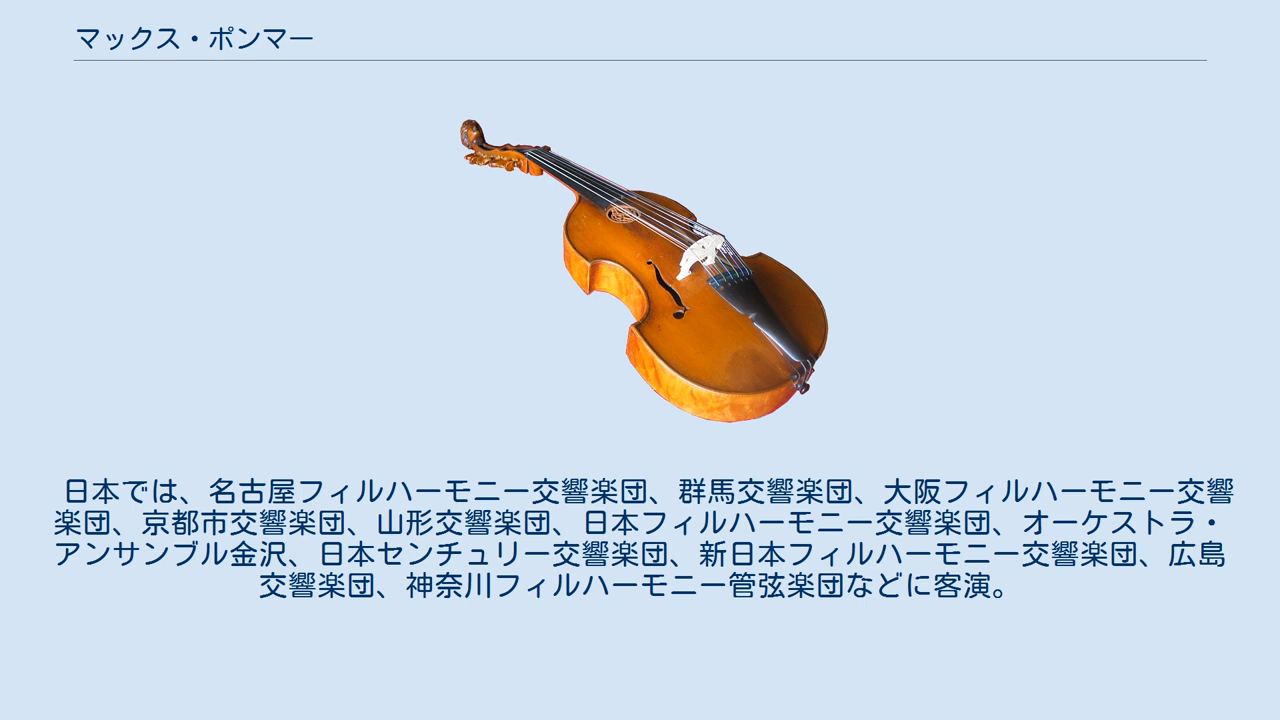 マックス・ポンマー
日本では、名古屋フィルハーモニー交響楽団、群馬交響楽団、大阪フィルハーモニー交響
楽団、京都市交響楽団、山形交響楽団、日本フィルハーモニー交響楽団、オーケストラ・
アンサンブル金沢、日本センチュリー交響楽団、新日本フィルハーモニー交響楽団、広島
交響楽団、神奈川フィルハーモニー管弦楽団などに客演。